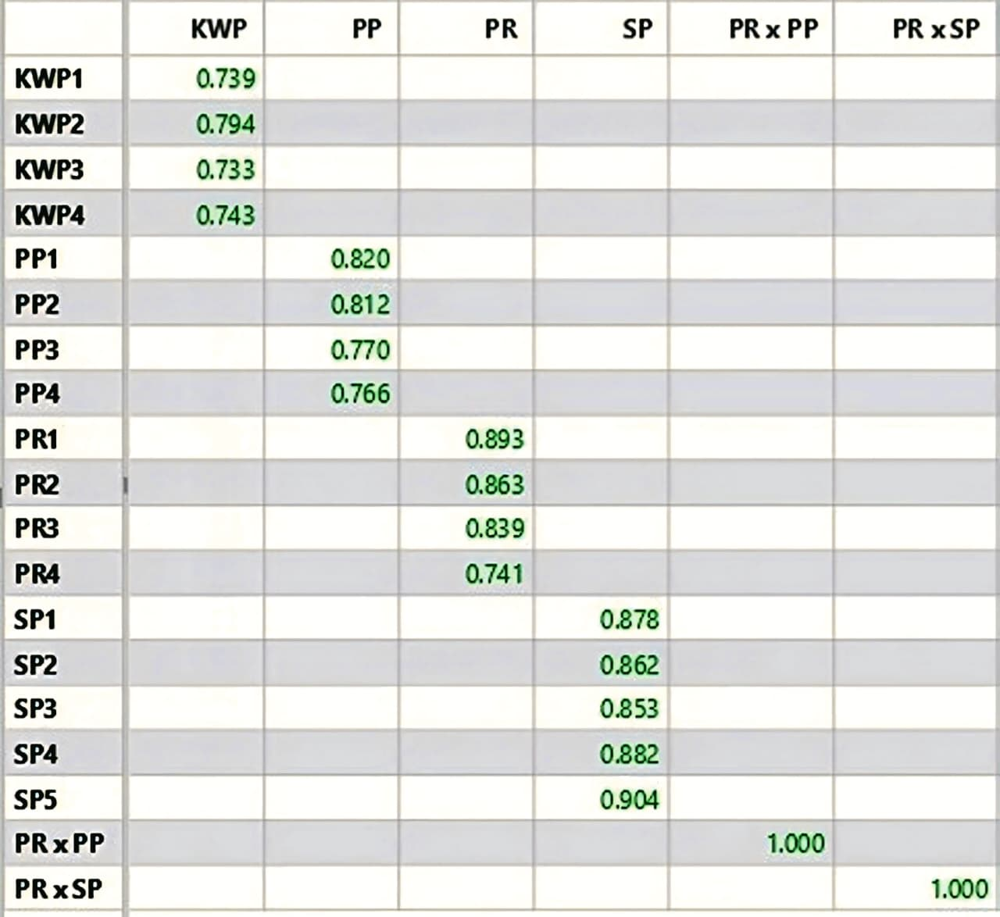 KWP PP PR SP PR x PP PR x SP
KWP1 0.739
KWP2 0.794
KWP3 0.733
KWP4 0.743
PP1 0.820
PP2 0.812
PP3 0.770
PP4 0.766
PR1 0.893
PR2 0.863
PR3 0.839
PR4 0.741
SP1 0.878
SP2 0.862
SP3 0.853
SP4 0.882
SP5 0.904
PR x PP 1.000
PR x SP 1.000